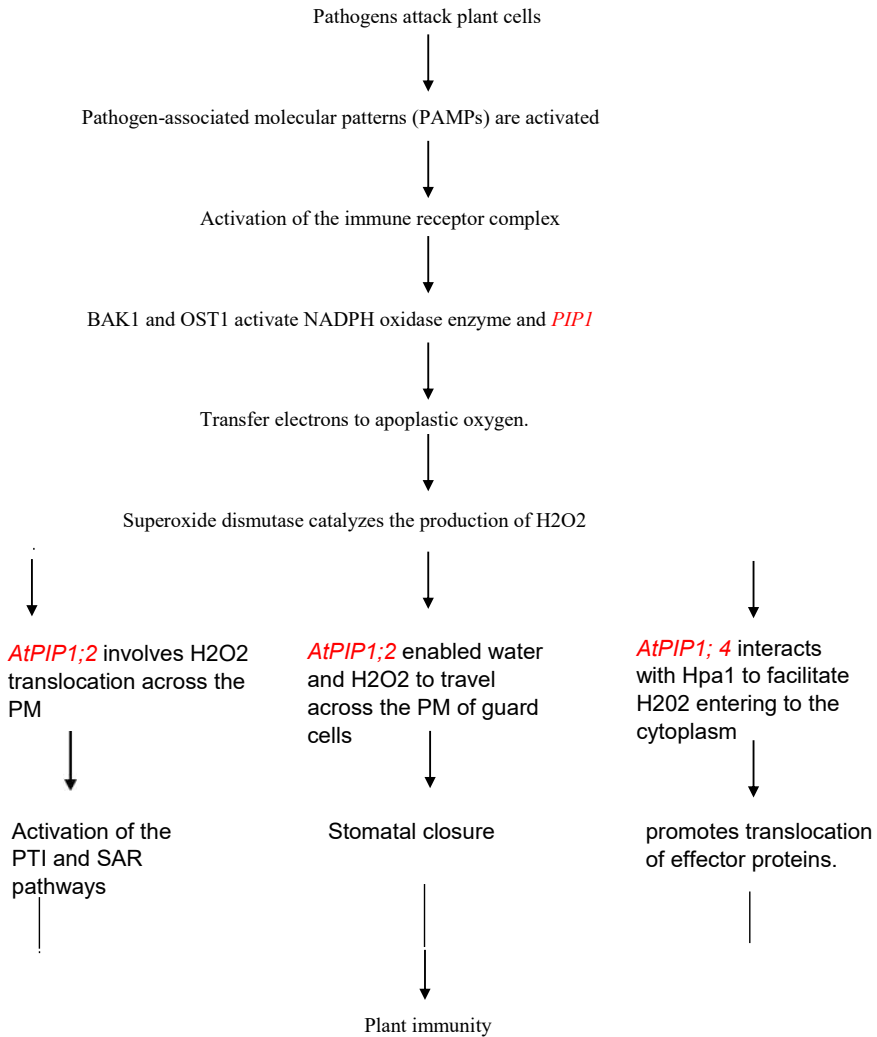 Pathogens attack plant cells
Pathogen-associated molecular patterns (PAMPs) are activated
Activation of the immune receptor complex
BAK1 and OST1 activate NADPH oxidase enzyme and PIP1
Transfer electrons to apoplastic oxygen.
Superoxide dismutase catalyzes the production of H2O2
AtPIP1;2 involves H2O2
translocation across the
PM
AtPIP1;2 enabled water
and H2O2 to travel
across the PM of guard
cells
AtPIP1; 4 interacts
with Hpa1 to facilitate
H202 entering to the
cytoplasm
Activation of the
PTI and SAR
pathways
Stomatal closure
promotes translocation
of effector proteins.
Plant immunity